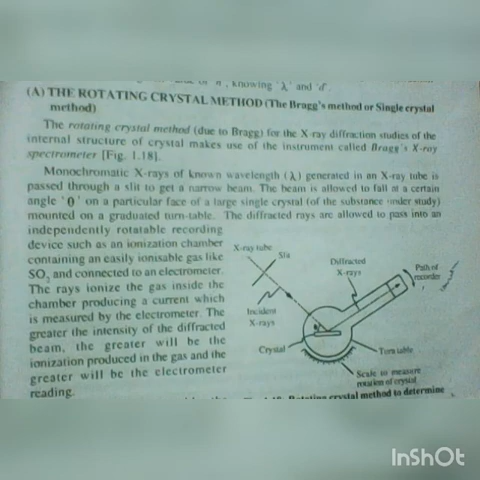 , knowing 'λ' and 'd'.
(A) THE ROTATING CRYSTAL METHOD (The Bragg's method or Single crystal
method)
The rotating crystal method (due to Bragg) for the X-ray diffraction studies of the
internal structure of crystal makes use of the instrument called Bragg's X-ray
spectrometer [Fig. 1.18].
Monochromatic X-rays of known wavelength (λ) generated in an X-ray tube is
passed through a slit to get a narrow beam. The beam is allowed to fall at a certain
angle 'θ' on a particular face of a large single crystal (of the substance under study)
mounted on a graduated turn-table. The diffracted rays are allowed to pass into an
independently rotatable recording
device such as an ionization chamber
containing an easily ionisable gas like
SO2 and connected to an electrometer.
The rays ionize the gas inside the
chamber producing a current which
is measured by the electrometer. The
greater the intensity of the diffracted
beam, the greater will be the
ionization produced in the gas and the
greater will be the electrometer
reading.
X-ray tube
Slit
Diffracted
X-rays
Path of
recorder
Incident
X-rays
Crystal
Turn table
Scale to measure
rotation of crystal
Rotating crystal method to determine
InShOt